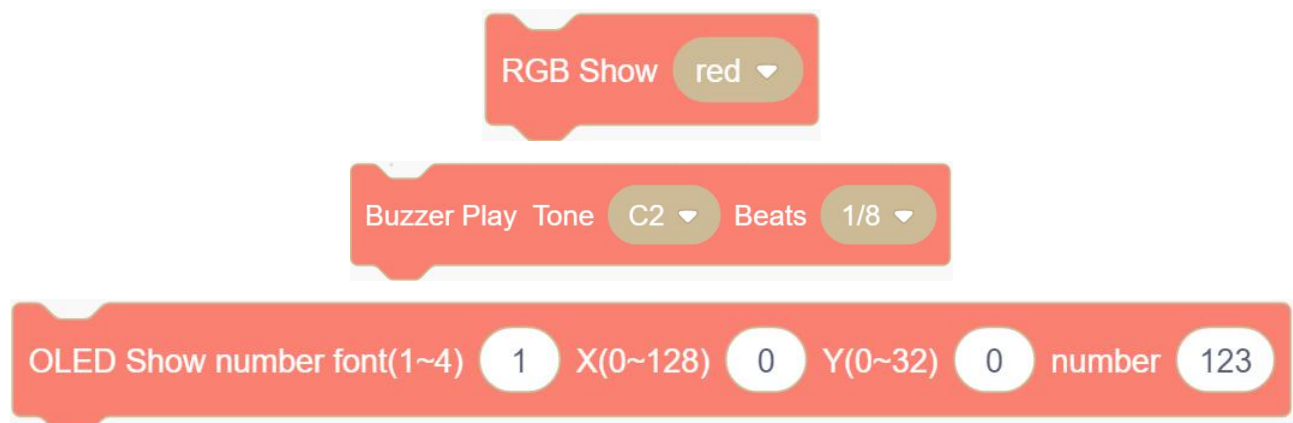 RGB Show red
Buzzer Play Tone C2 Beats 1/8
OLED Show number font(1~4) 1 X(0~128) 0 Y(0~32) 0 number 123